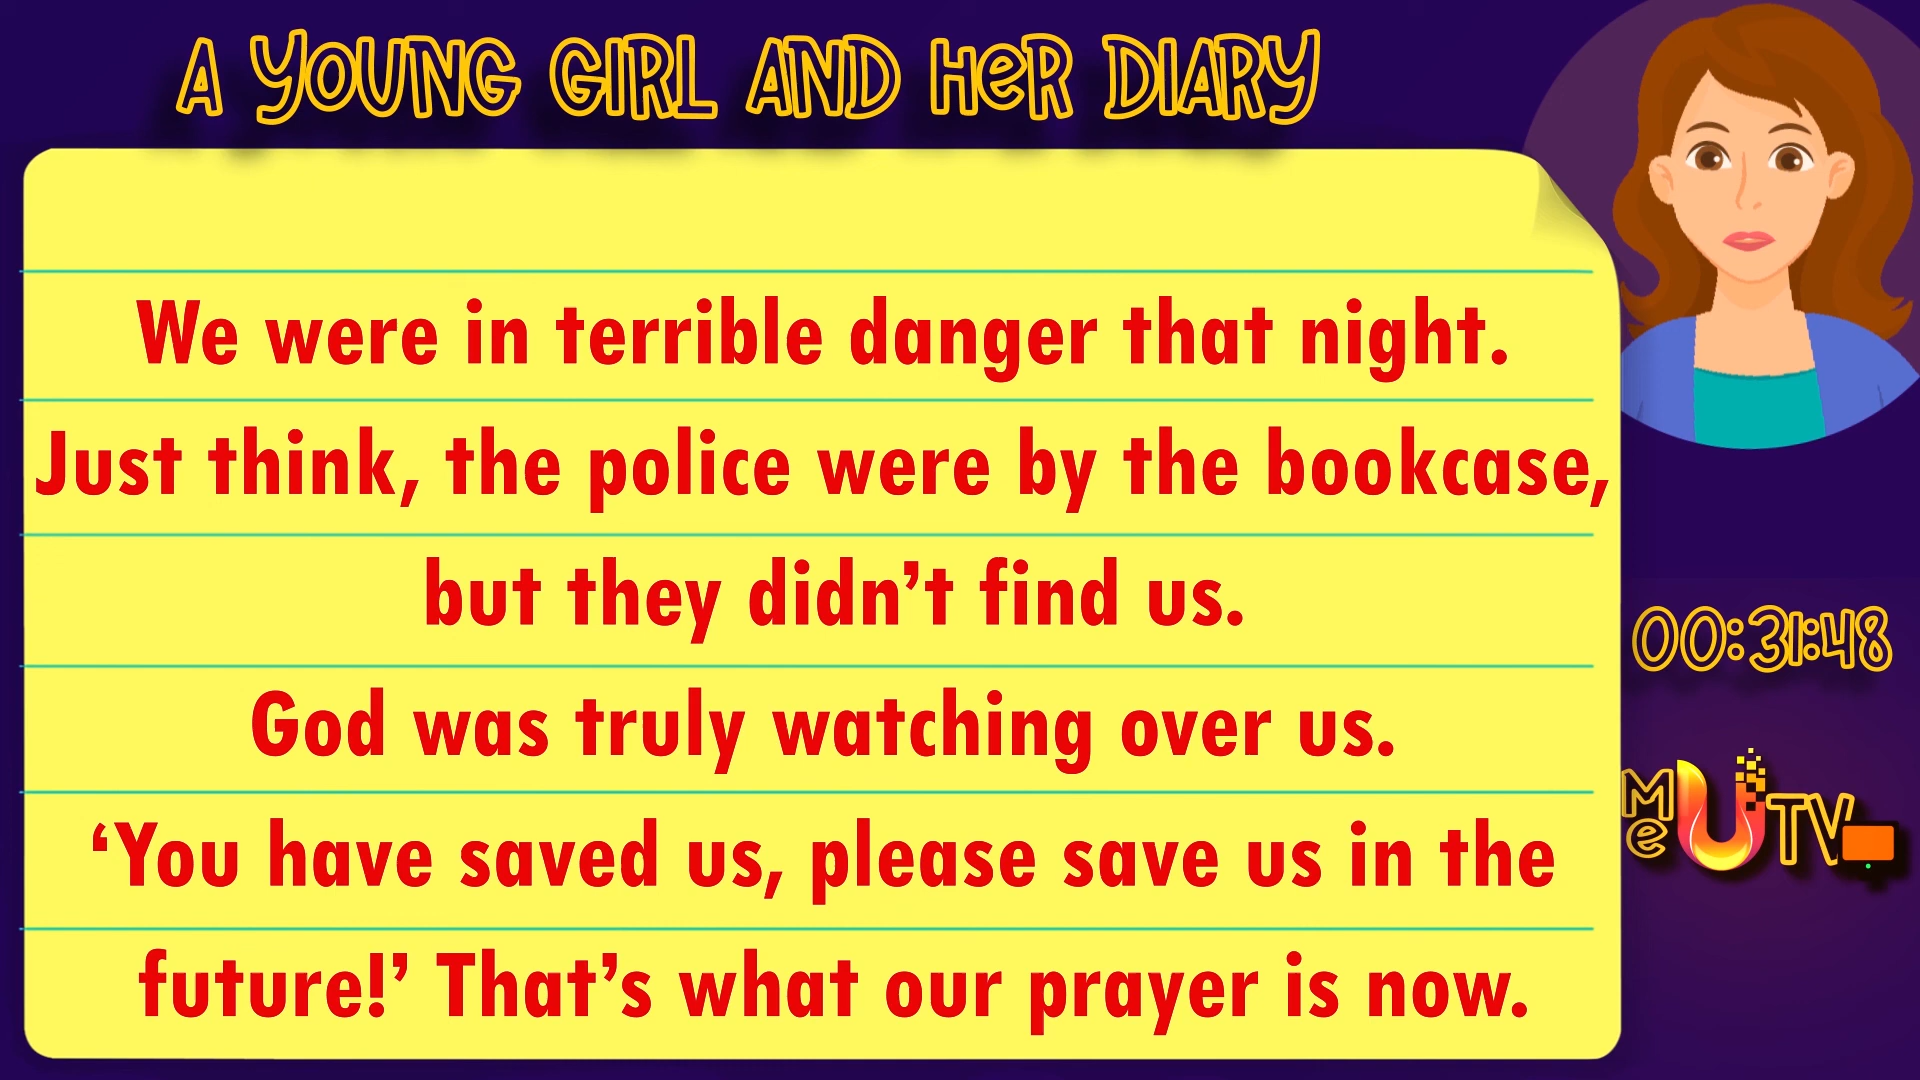 A YOUNG GIRL AND HeR DIARY
We were in terrible danger that night.
Just think, the police were by the bookcase,
but they didn’t find us.
God was truly watching over us.
‘You have saved us, please save us in the
future!’ That’s what our prayer is now.
00:31:48
Me U TV